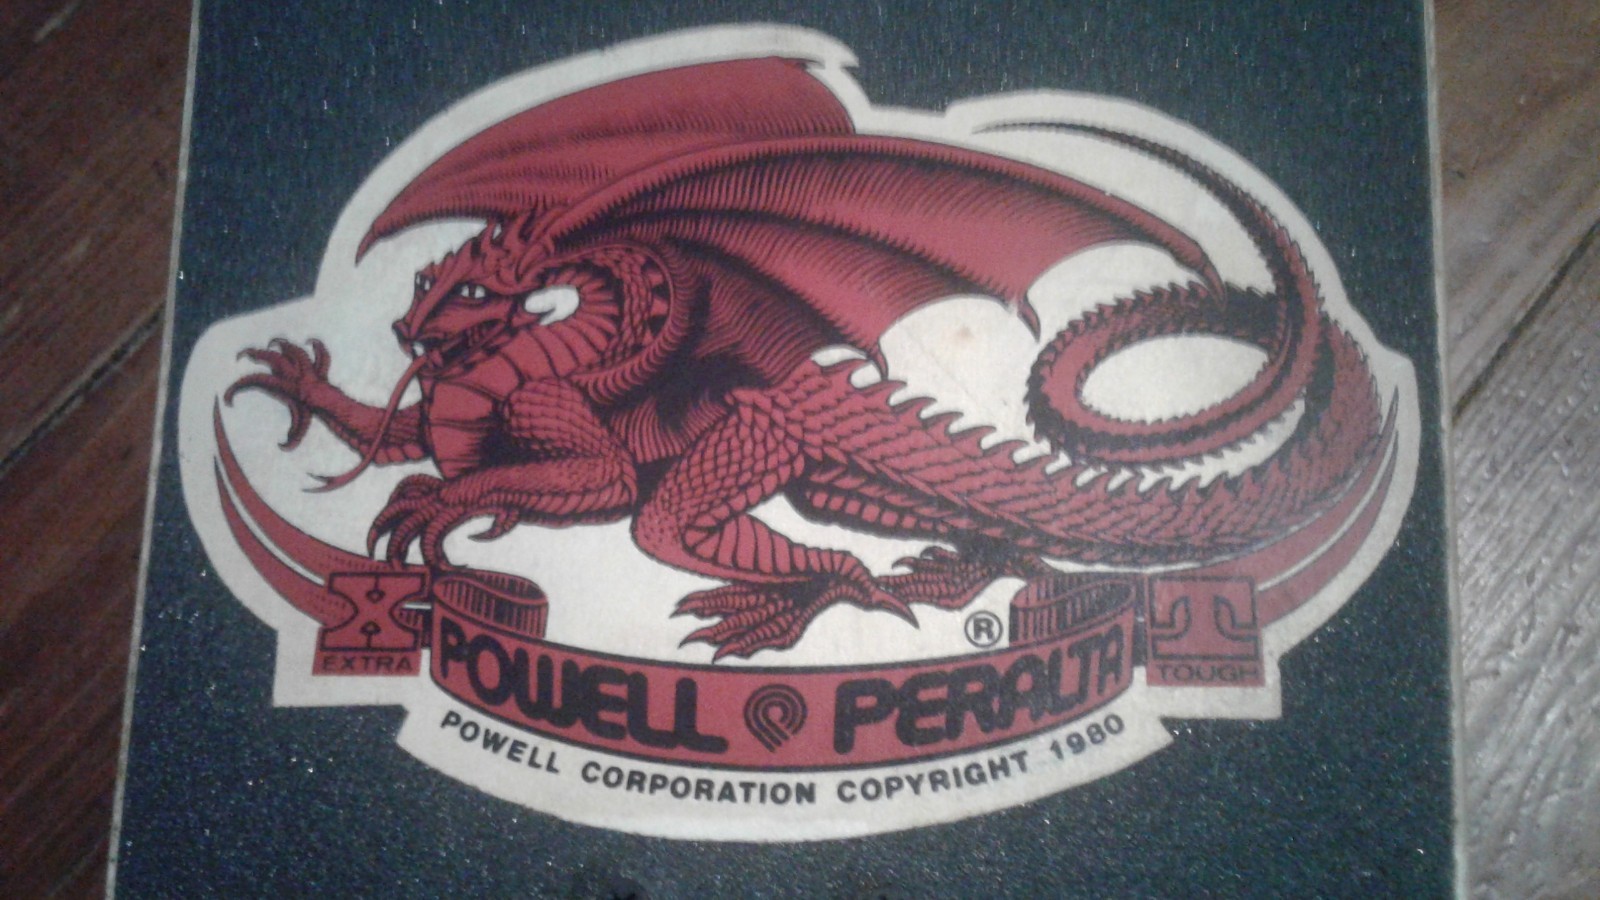 ®
X T
EXTRA TOUGH
POWELL PERALTA
POWELL CORPORATION COPYRIGHT 1980